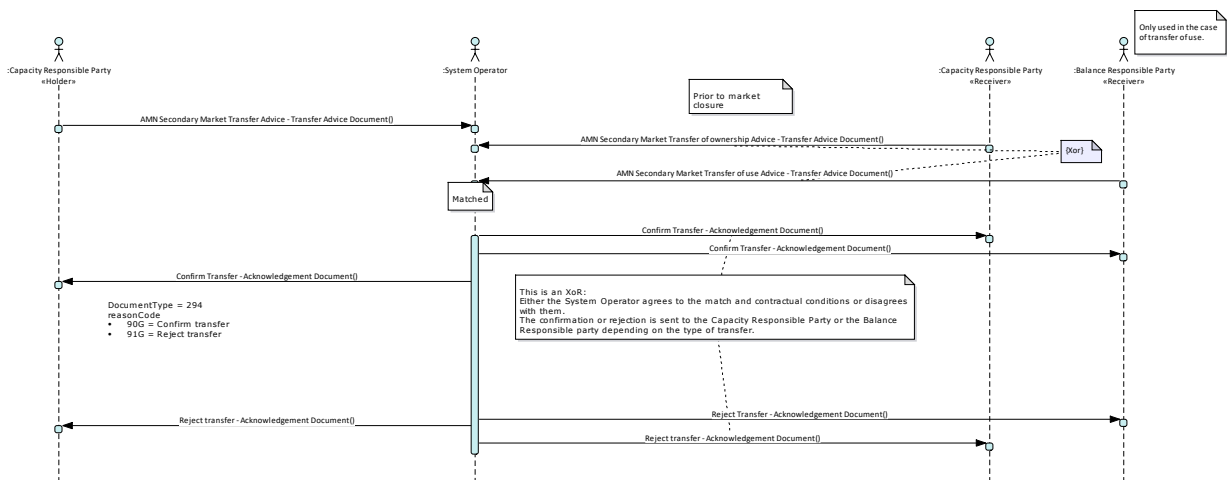 Only used in the case
of transfer of use.
:Capacity Responsible Party
«Holder»
:System Operator
:Capacity Responsible Party
«Receiver»
:Balance Responsible Party
«Receiver»
Prior to market
closure
AMN Secondary Market Transfer Advice - Transfer Advice Document()
AMN Secondary Market Transfer of ownership Advice - Transfer Advice Document()
{Xor}
AMN Secondary Market Transfer of use Advice - Transfer Advice Document()
Matched
Confirm Transfer - Acknowledgement Document()
Confirm Transfer - Acknowledgement Document()
Confirm Transfer - Acknowledgement Document()
This is an XoR:
Either the System Operator agrees to the match and contractual conditions or disagrees
with them.
The confirmation or rejection is sent to the Capacity Responsible Party or the Balance
Responsible party depending on the type of transfer.
DocumentType = 294
reasonCode
• 90G = Confirm transfer
• 91G = Reject transfer
Reject Transfer - Acknowledgement Document()
Reject transfer - Acknowledgement Document()
Reject transfer - Acknowledgement Document()